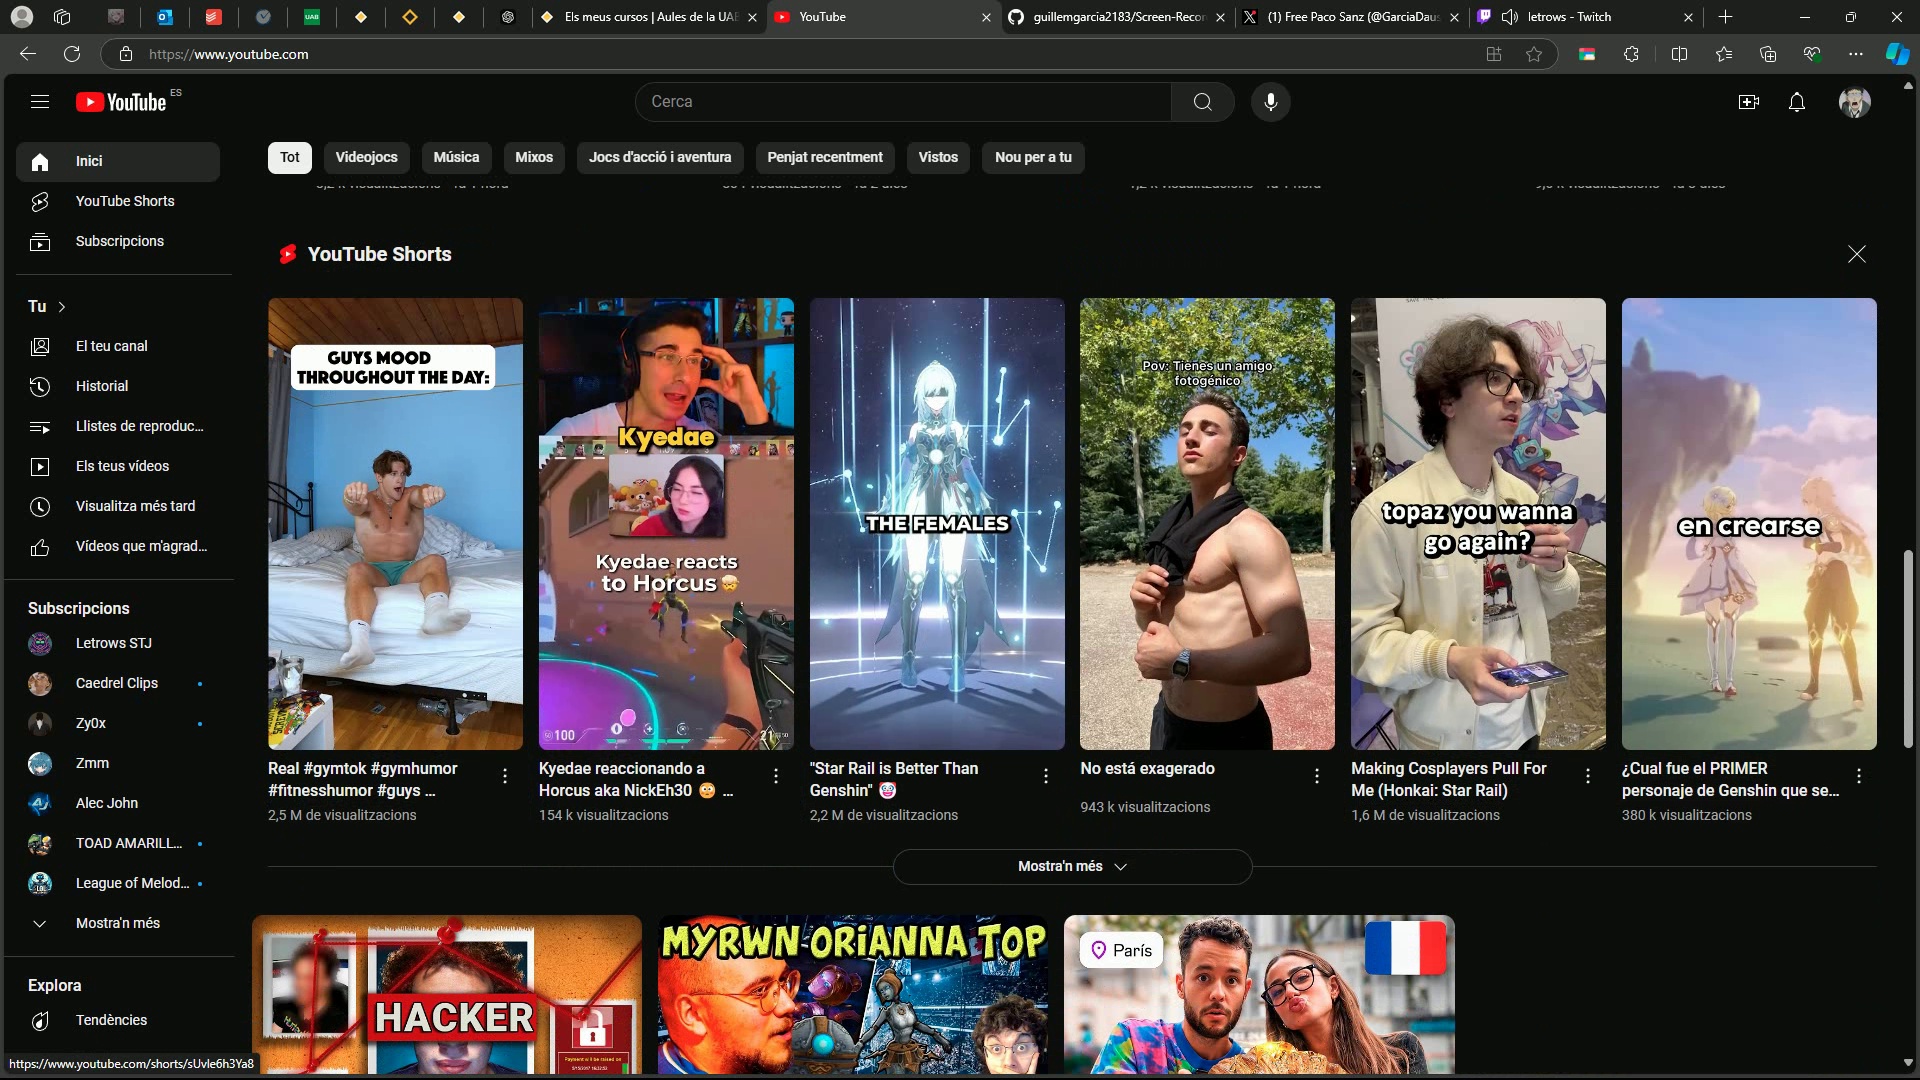 Els meus cursos | Aules de la UAB
YouTube
guillemgarcia2183/Screen-Recor
(1) Free Paco Sanz (@GarciaDaus
letrows - Twitch
https://www.youtube.com
YouTube ES
Cerca
Tot
Videojocs
Música
Mixos
Jocs d'acció i aventura
Penjat recentment
Vistos
Nou per a tu
Inici
YouTube Shorts
Subscripcions
Tu
El teu canal
Historial
Llistes de reproduc...
Els teus vídeos
Visualitza més tard
Vídeos que m'agrad...
Subscripcions
Letrows STJ
Caedrel Clips
Zy0x
Zmm
Alec John
TOAD AMARILL...
League of Melod...
Mostra'n més
Explora
Tendències
https://www.youtube.com/shorts/sUvle6h3Ya8
YouTube Shorts
GUYS MOOD
THROUGHOUT THE DAY:
Real #gymtok #gymhumor
#fitnesshumor #guys ...
2,5 M de visualitzacions
Kyedae
Kyedae reacts
to Horcus
100
21
Kyedae reaccionando a
Horcus aka NickEh30 😳 ...
154 k visualitzacions
THE FEMALES
"Star Rail is Better Than
Genshin" 🤡
2,2 M de visualitzacions
Pov: Tienes un amigo
fotogénico
No está exagerado
943 k visualitzacions
topaz you wanna
go again?
Making Cosplayers Pull For
Me (Honkai: Star Rail)
1,6 M de visualitzacions
en crearse
¿Cual fue el PRIMER
personaje de Genshin que se...
380 k visualitzacions
Mostra'n més
HACKER
MYRWN-ORIANNA TOP
París